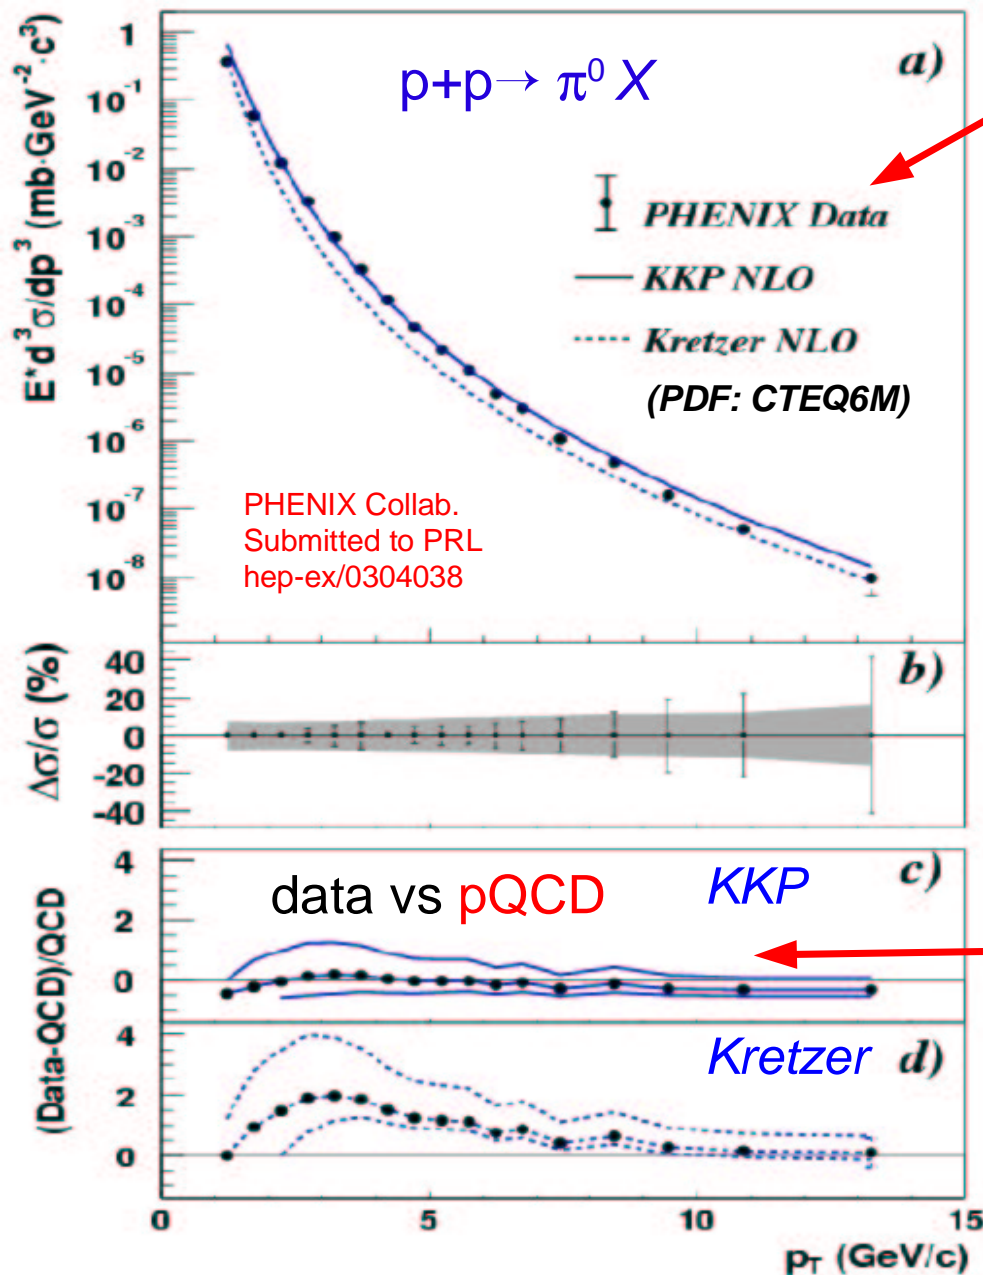 E*d³σ/dp³ (mb·GeV⁻²·c³)
1
10⁻¹
10⁻²
10⁻³
10⁻⁴
10⁻⁵
10⁻⁶
10⁻⁷
10⁻⁸
a)
p+p→ π⁰ X
PHENIX Data
KKP NLO
Kretzer NLO
(PDF: CTEQ6M)
PHENIX Collab.
Submitted to PRL
hep-ex/0304038
Δσ/σ (%)
40
20
0
-20
-40
b)
(Data-QCD)/QCD
4
2
0
data vs pQCD
KKP
c)
4
2
0
Kretzer
d)
0 5 10 15
pT (GeV/c)